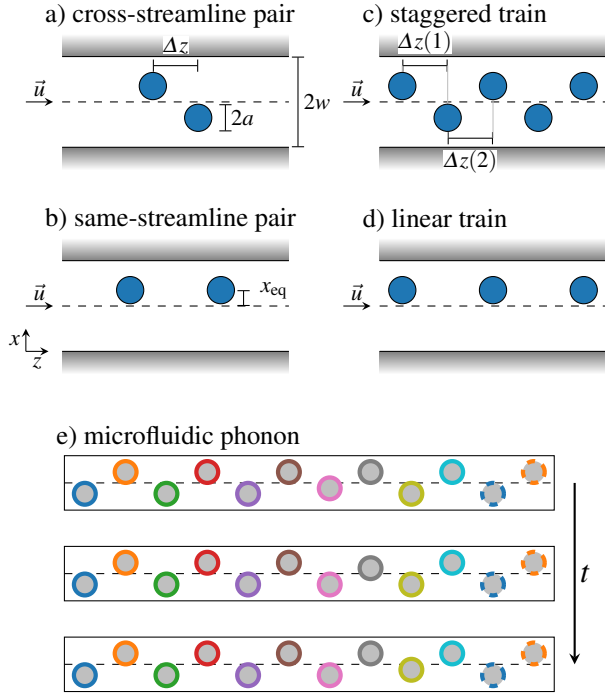 a) cross-streamline pair
Δz
u⃗
2w
2a
c) staggered train
Δz(1)
u⃗
Δz(2)
b) same-streamline pair
u⃗
x_eq
x
z
d) linear train
u⃗
e) microfluidic phonon
t